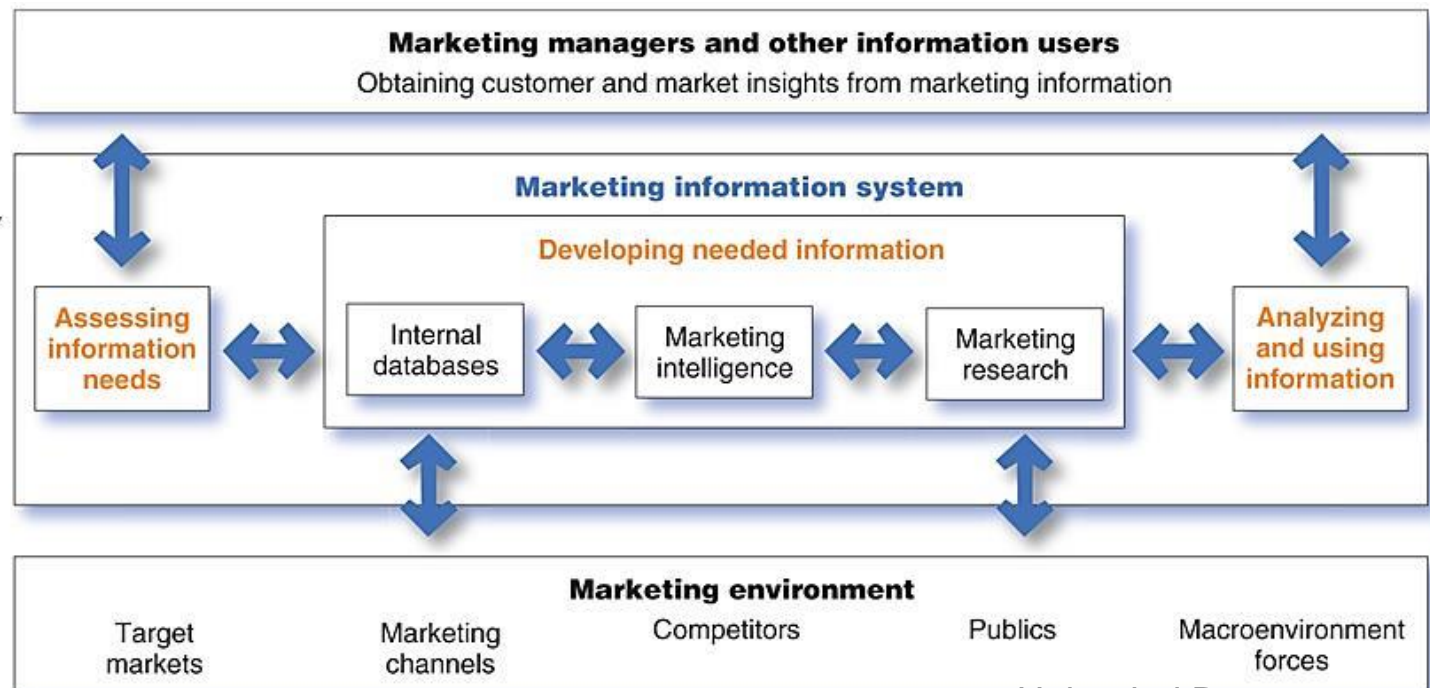 Marketing managers and other information users
Obtaining customer and market insights from marketing information
Marketing information system
Developing needed information
Assessing
information
needs
Internal
databases
Marketing
intelligence
Marketing
research
Analyzing
and using
information
Marketing environment
Target
markets
Marketing
channels
Competitors
Publics
Macroenvironment
forces